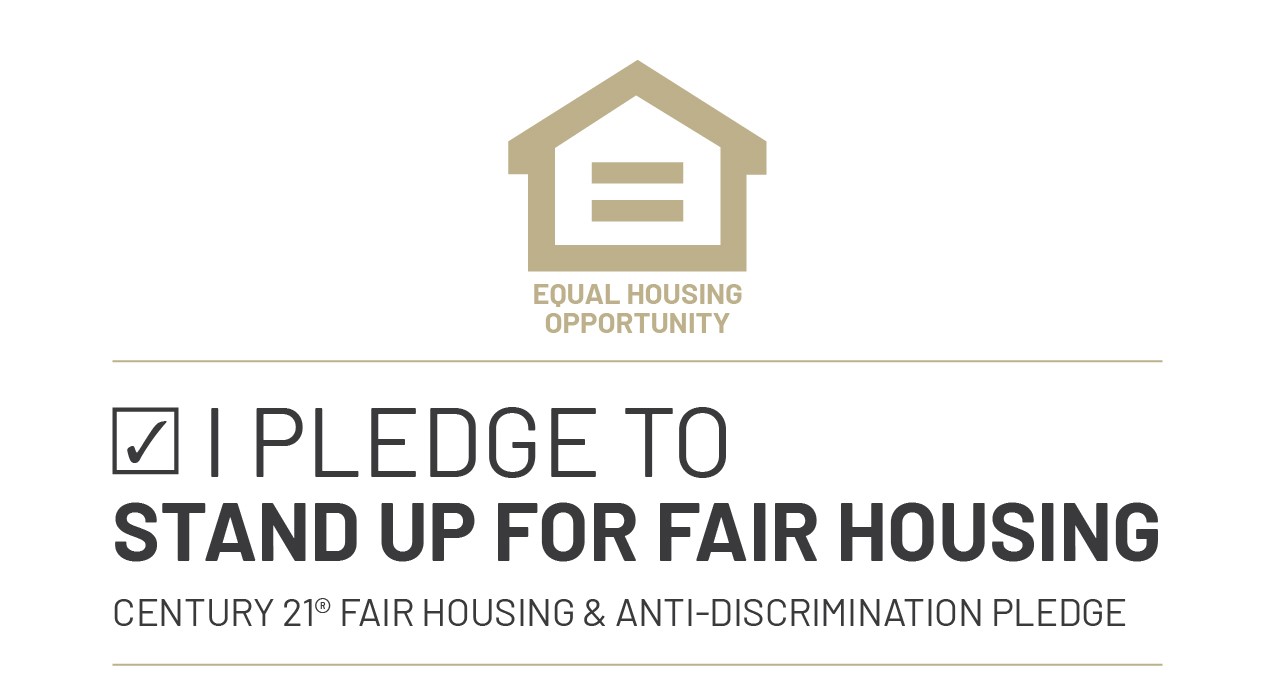 EQUAL HOUSING
OPPORTUNITY
☑ I PLEDGE TO
STAND UP FOR FAIR HOUSING
CENTURY 21® FAIR HOUSING & ANTI-DISCRIMINATION PLEDGE